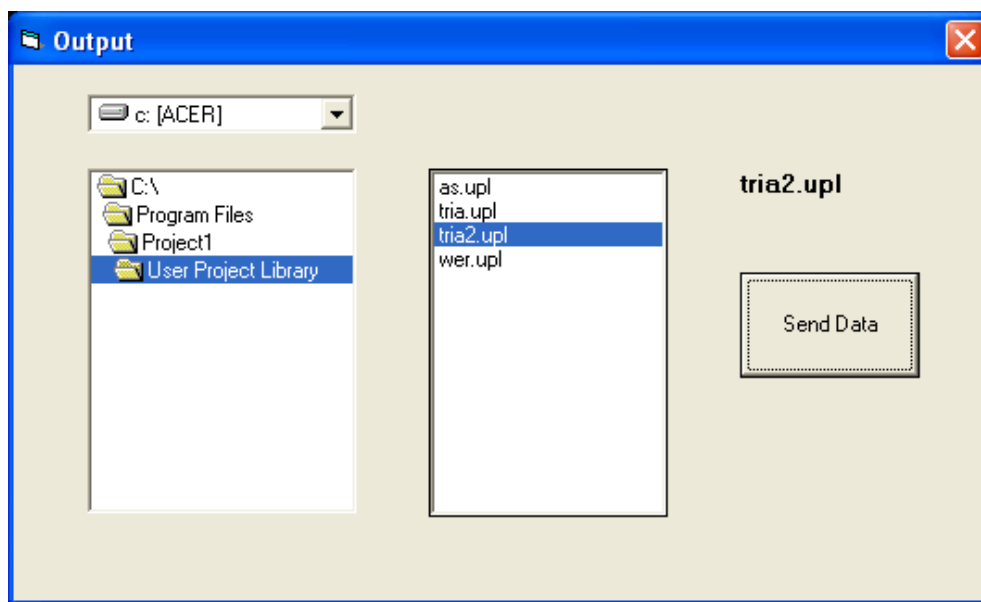 Output
c: [ACER]
C:\
Program Files
Project1
User Project Library
as.upl
tria.upl
tria2.upl
wer.upl
tria2.upl
Send Data